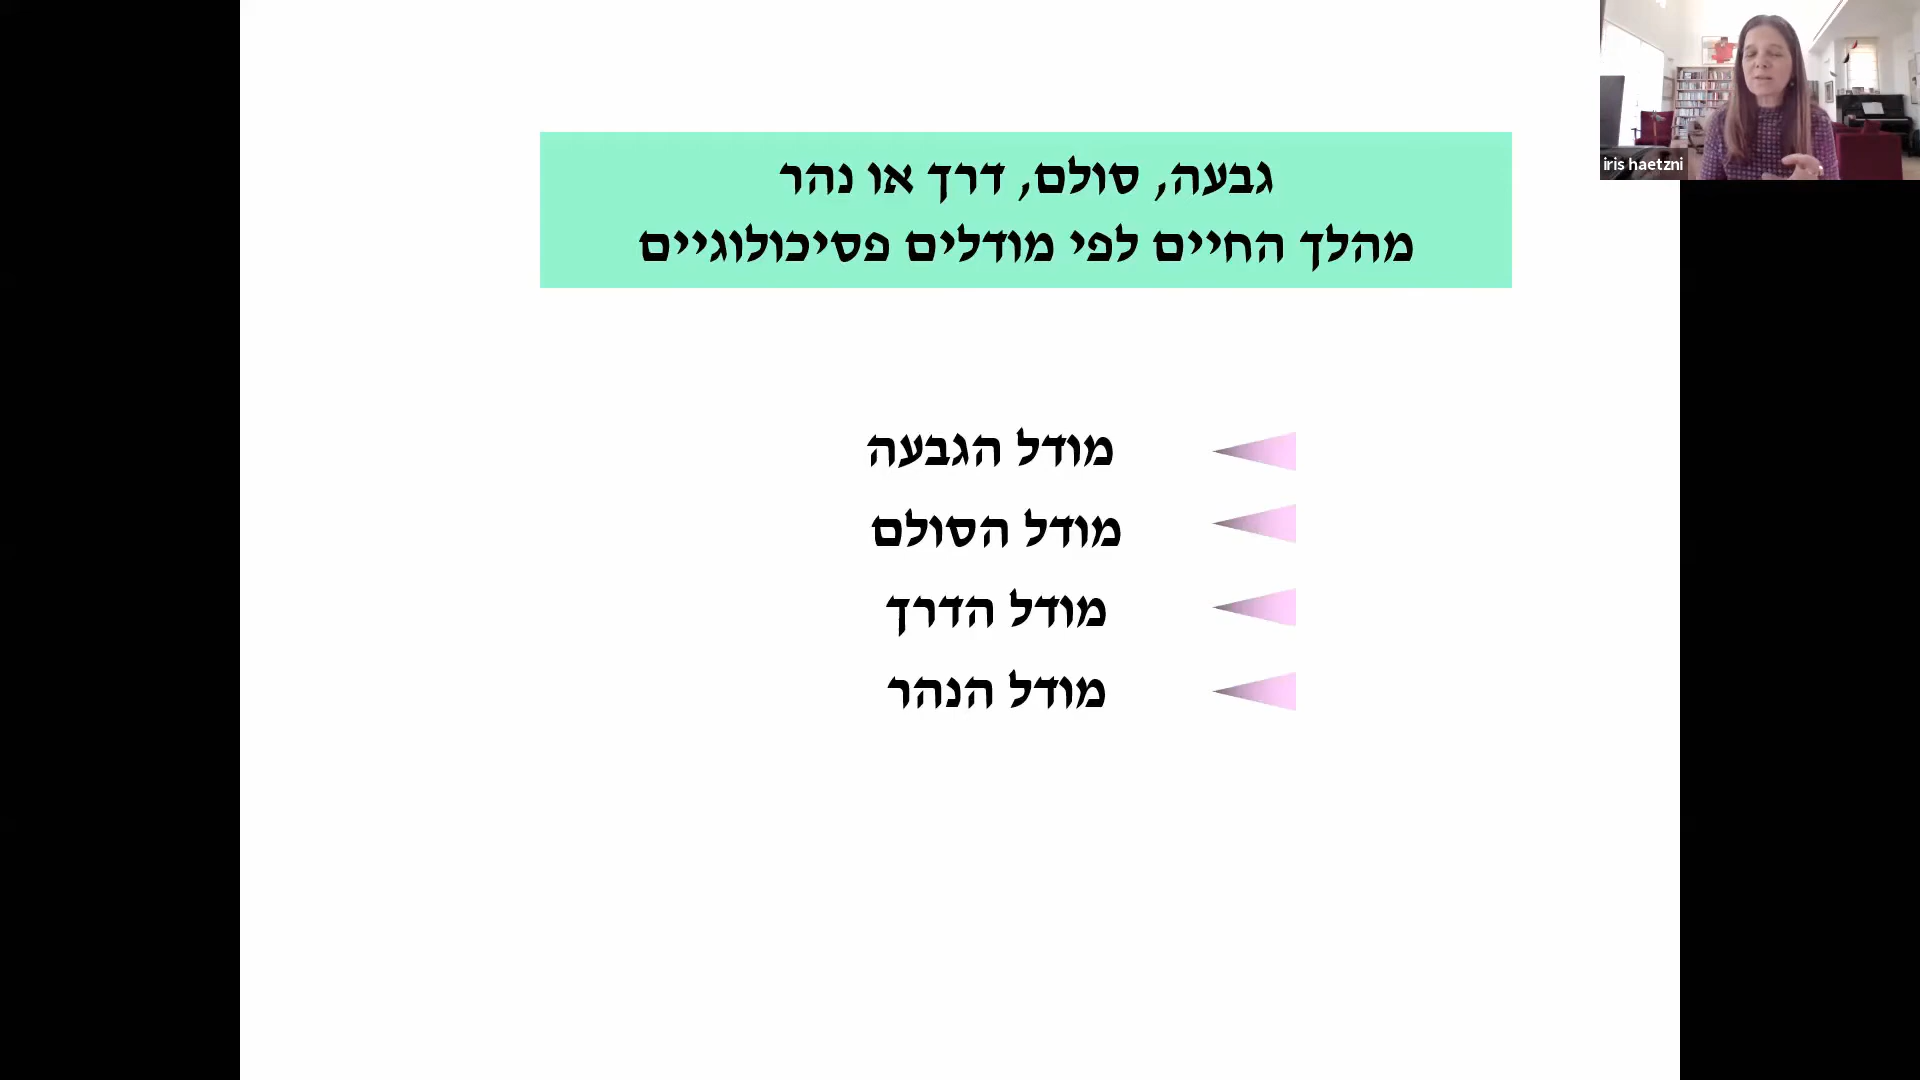 גבעה, סולם, דרך או נהר
מהלך החיים לפי מודלים פסיכולוגיים
מודל הגבעה
מודל הסולם
מודל הדרך
מודל הנהר
iris haetzni